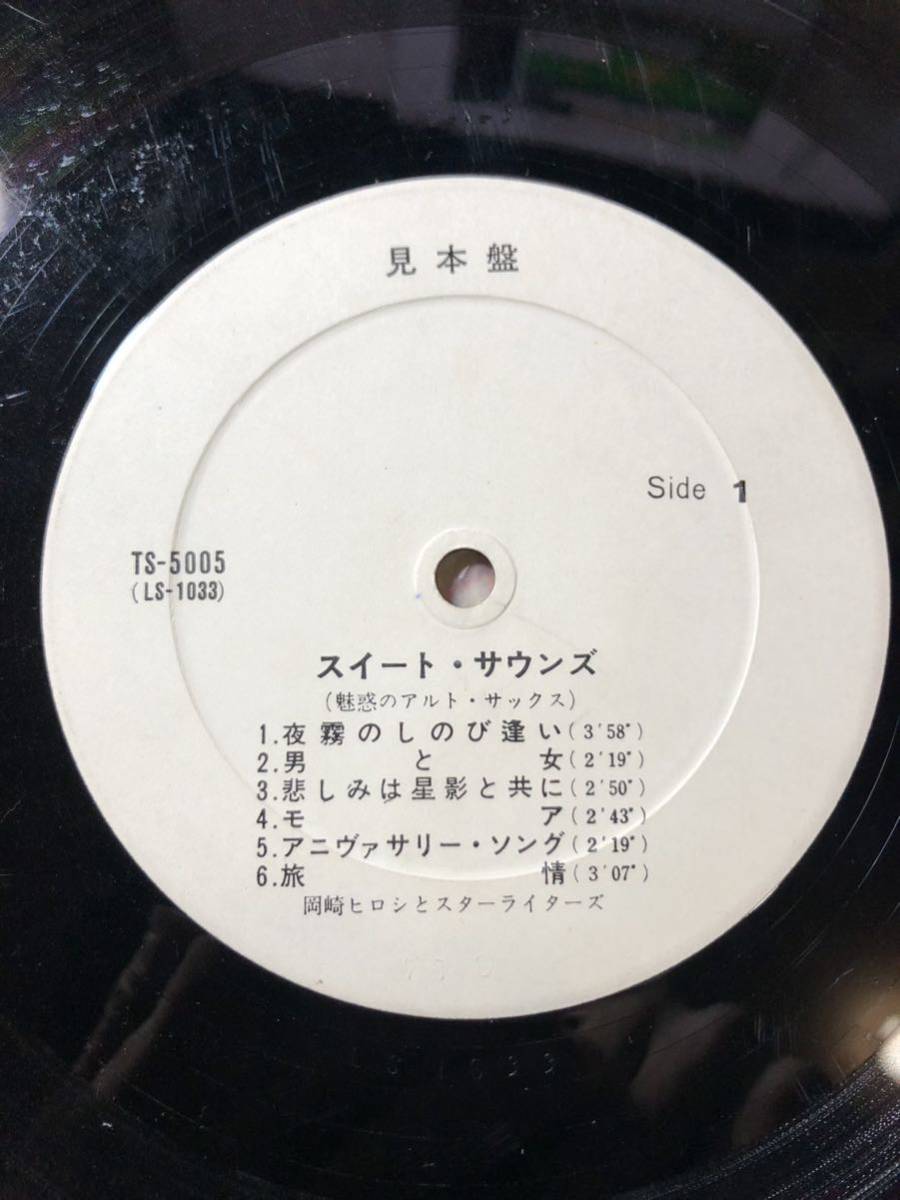 見本盤
Side 1
TS-5005
(LS-1033)
スイート・サウンズ
(魅惑のアルト・サックス)
1.夜霧のしのび逢い(3′58″)
2.男と女(2′19″)
3.悲しみは星影と共に(2′50″)
4.モア(2′43″)
5.アニヴァサリー・ソング(2′19″)
6.旅情(3′07″)
岡崎ヒロシとスターライターズ